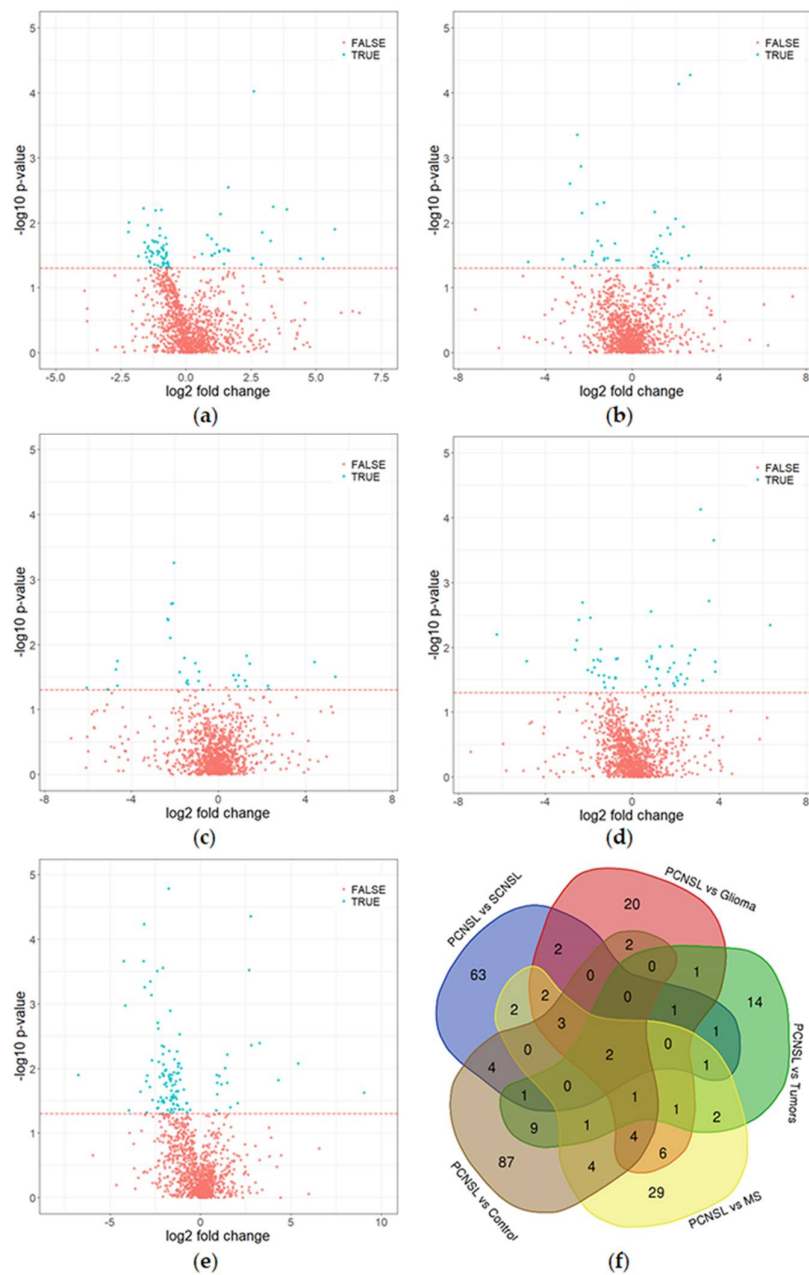 5
4
3
2
1
0
-log10 p-value
FALSE
TRUE
-5.0
-2.5
0.0
2.5
5.0
7.5
log2 fold change
(a)
5
4
3
2
1
0
-log10 p-value
FALSE
TRUE
-8
-4
0
4
8
log2 fold change
(b)
5
4
3
2
1
0
-log10 p-value
FALSE
TRUE
-8
-4
0
4
8
log2 fold change
(c)
5
4
3
2
1
0
-log10 p-value
FALSE
TRUE
-8
-4
0
4
8
log2 fold change
(d)
5
4
3
2
1
0
-log10 p-value
FALSE
TRUE
-5
0
5
10
log2 fold change
(e)
PCNSL vs SCNSL
PCNSL vs Glioma
PCNSL vs Tumors
PCNSL vs MS
PCNSL vs Control
20
2
2
0
1
63
0
0
14
2
2
1
1
3
0
1
0
2
4
0
1
1
1
2
9
1
4
6
87
4
29
(f)